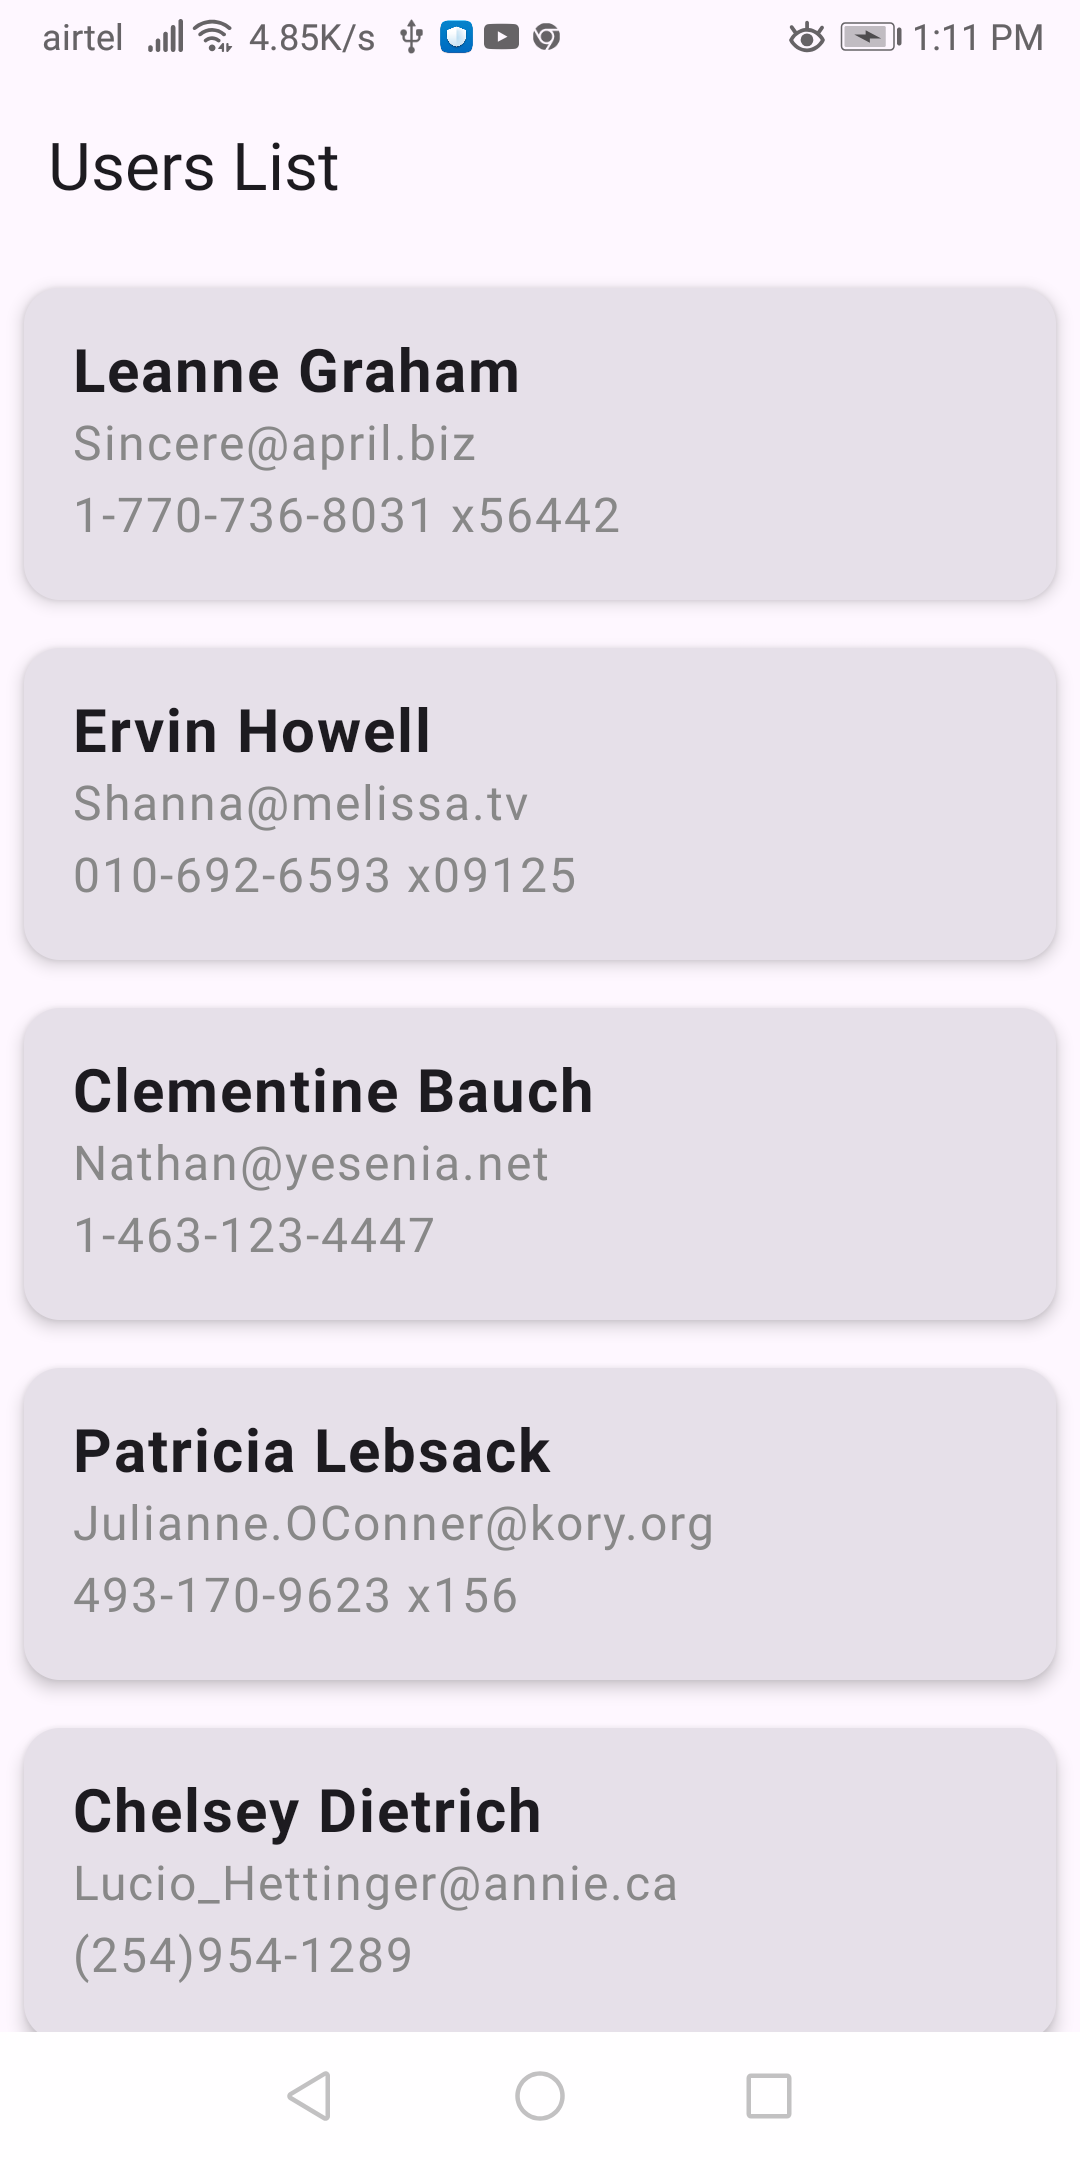 airtel 4.85K/s 1:11 PM
Users List
Leanne Graham
Sincere@april.biz
1-770-736-8031 x56442
Ervin Howell
Shanna@melissa.tv
010-692-6593 x09125
Clementine Bauch
Nathan@yesenia.net
1-463-123-4447
Patricia Lebsack
Julianne.OConner@kory.org
493-170-9623 x156
Chelsey Dietrich
Lucio_Hettinger@annie.ca
(254)954-1289